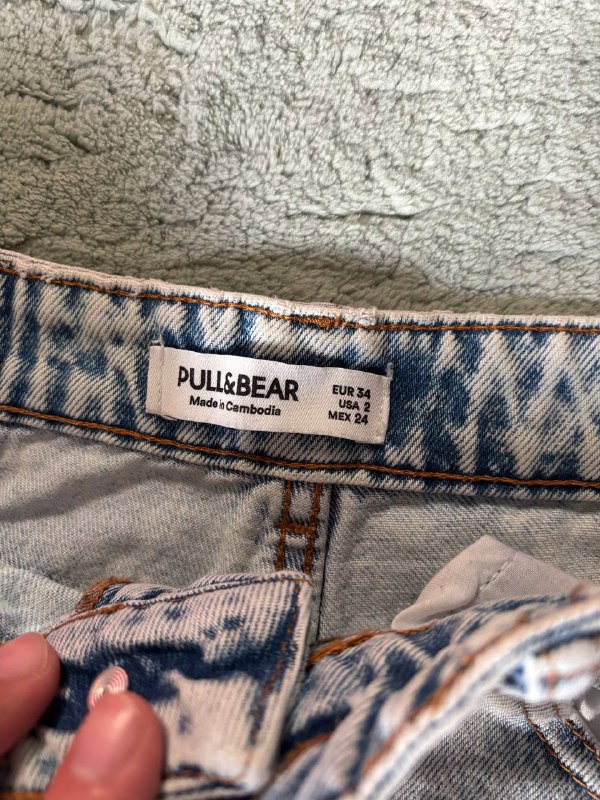 PULL&BEAR
Made in Cambodia
EUR 34
USA 2
MEX 24